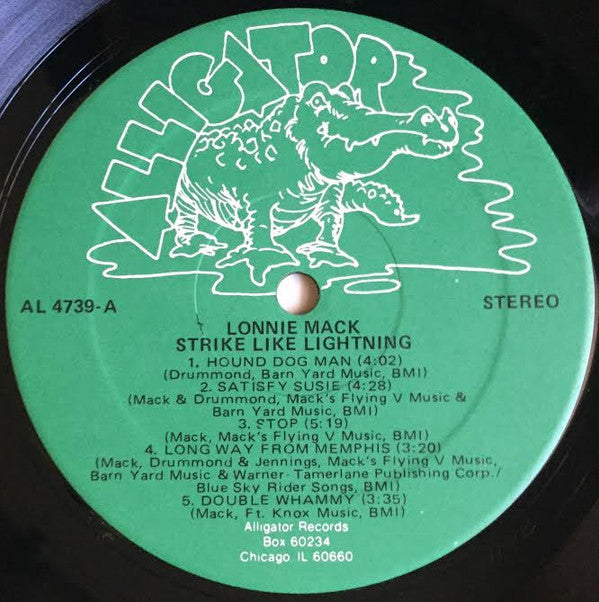 ALLIGATOR
AL 4739-A
STEREO
LONNIE MACK
STRIKE LIKE LIGHTNING
1. HOUND DOG MAN (4:02)
(Drummond, Barn Yard Music, BMI)
2. SATISFY SUSIE (4:28)
(Mack & Drummond, Mack's Flying V Music &
Barn Yard Music, BMI)
3. STOP (5:19)
(Mack, Mack's Flying V Music, BMI)
4. LONG WAY FROM MEMPHIS (3:20)
(Mack, Drummond & Jennings, Mack's Flying V Music,
Barn Yard Music & Warner- Tamerlane Publishing Corp./
Blue Sky Rider Songs, BMI)
5. DOUBLE WHAMMY (3:35)
(Mack, Ft. Knox Music, BMI)
Alligator Records
Box 60234
Chicago, IL 60660